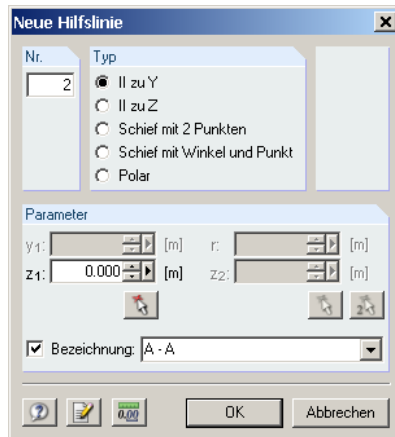 Neue Hilfslinie
Nr.
2
Typ
II zu Y
II zu Z
Schief mit 2 Punkten
Schief mit Winkel und Punkt
Polar
Parameter
y1: [m] r: [m]
z1: 0.000 [m] z2: [m]
2
Bezeichnung: A - A
0.00
OK
Abbrechen